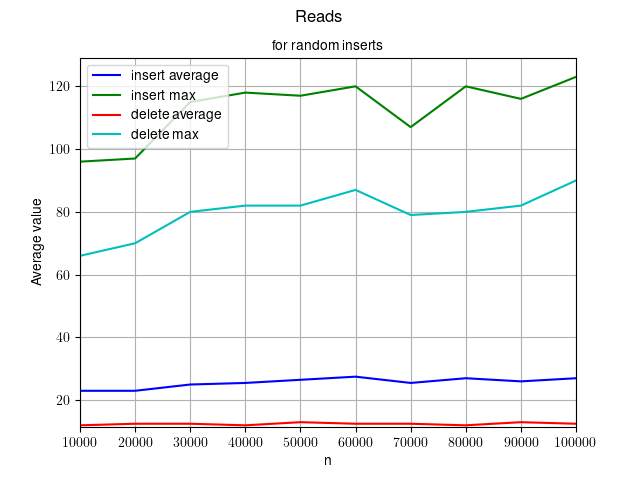 Reads
for random inserts
insert average
insert max
delete average
delete max
Average value
120
100
80
60
40
20
10000 20000 30000 40000 50000 60000 70000 80000 90000 100000
n